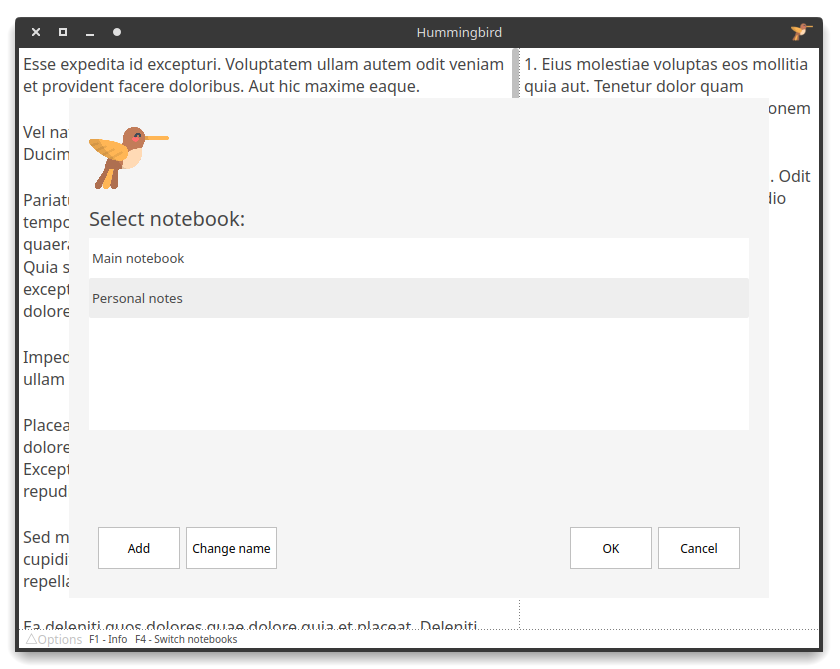 Hummingbird
Esse expedita id excepturi. Voluptatem ullam autem odit veniam
et provident facere doloribus. Aut hic maxime eaque.
Vel
Ducim
Pariatu
tempo
quaera
Quia s
except
dolore
Imped
ullam
Placea
dolore
Except
repud
Sed m
cupidi
repella
Ea deleniti quos dolores quae dolore quia et placeat. Deleniti
1. Eius molestiae voluptas eos mollitia
quia aut. Tenetur dolor quam
onem
. Odit
dio
Select notebook:
Main notebook
Personal notes
Add
Change name
OK
Cancel
△Options F1 - Info F4 - Switch notebooks